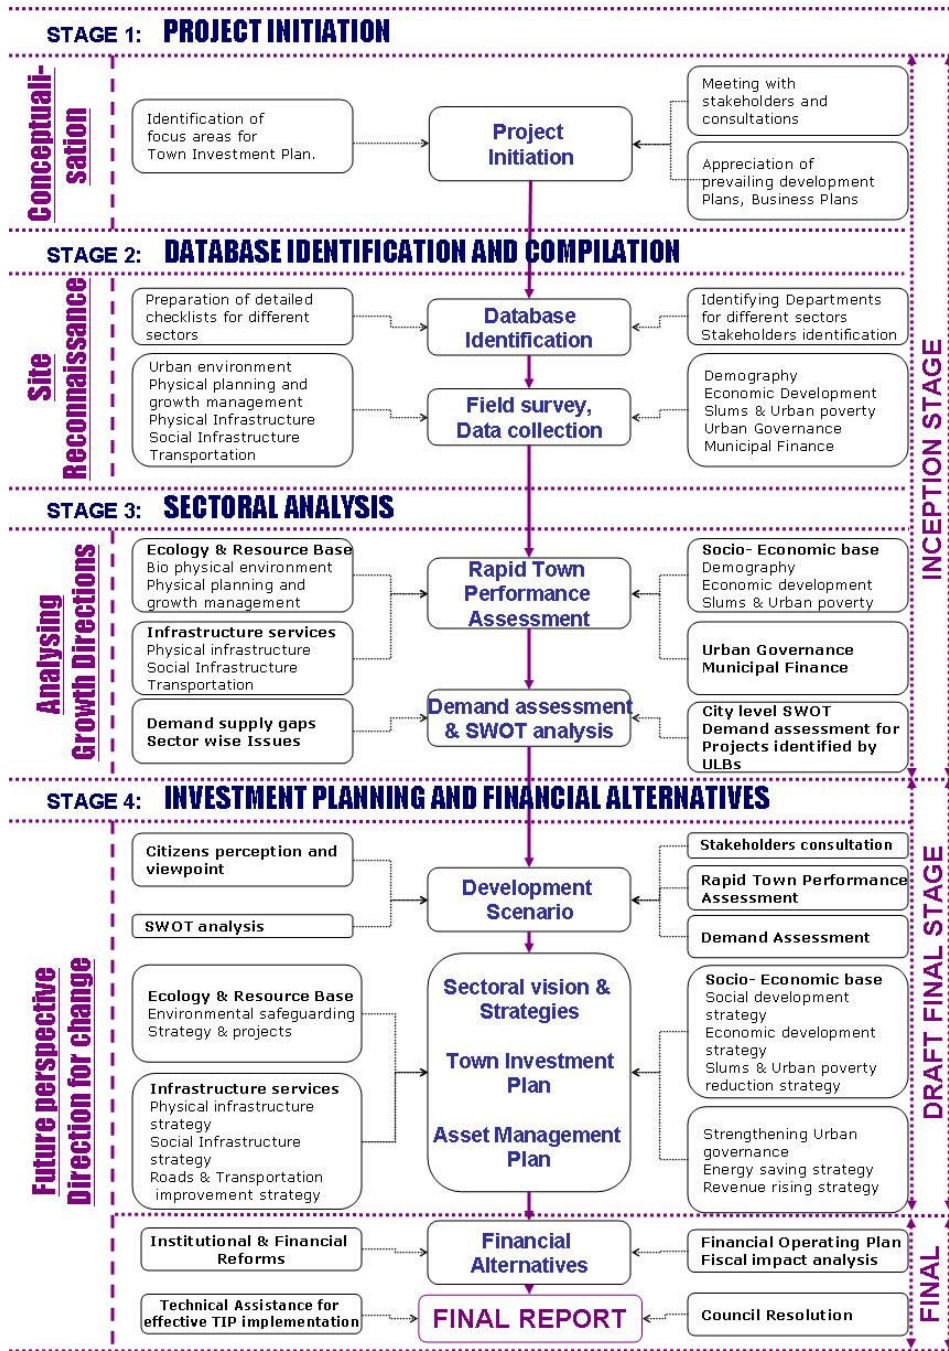 STAGE 1: PROJECT INITIATION
Conceptuali-
sation
Identification of
focus areas for
Town Investment Plan.
Project
Initiation
Meeting with
stakeholders and
consultations
Appreciation of
prevailing development
Plans, Business Plans
STAGE 2: DATABASE IDENTIFICATION AND COMPILATION
Site
Reconnaissance
Preparation of detailed
checklists for different
sectors
Database
Identification
Identifying Departments
for different sectors
Stakeholders identification
Urban environment
Physical planning and
growth management
Physical Infrastructure
Social Infrastructure
Transportation
Field survey,
Data collection
Demography
Economic Development
Slums & Urban poverty
Urban Governance
Municipal Finance
STAGE 3: SECTORAL ANALYSIS
Analysing
Growth Directions
Ecology & Resource Base
Bio physical environment
Physical planning and
growth management
Infrastructure services
Physical infrastructure
Social Infrastructure
Transportation
Rapid Town
Performance
Assessment
Socio- Economic base
Demography
Economic development
Slums & Urban poverty
Urban Governance
Municipal Finance
Demand supply gaps
Sector wise Issues
Demand assessment
& SWOT analysis
City level SWOT
Demand assessment for
Projects identified by
ULBs
INCEPTION STAGE
STAGE 4: INVESTMENT PLANNING AND FINANCIAL ALTERNATIVES
Future perspective
Direction for change
Citizens perception and
viewpoint
SWOT analysis
Development
Scenario
Stakeholders consultation
Rapid Town Performance
Assessment
Demand Assessment
Ecology & Resource Base
Environmental safeguarding
Strategy & projects
Infrastructure services
Physical infrastructure
strategy
Social Infrastructure
strategy
Roads & Transportation
improvement strategy
Sectoral vision &
Strategies
Town Investment
Plan
Asset Management
Plan
Socio- Economic base
Social development
strategy
Economic development
strategy
Slums & Urban poverty
reduction strategy
Strengthening Urban
governance
Energy saving strategy
Revenue rising strategy
DRAFT FINAL STAGE
Institutional & Financial
Reforms
Financial
Alternatives
Financial Operating Plan
Fiscal impact analysis
Technical Assistance for
effective TIP implementation
FINAL REPORT
Council Resolution
FINAL